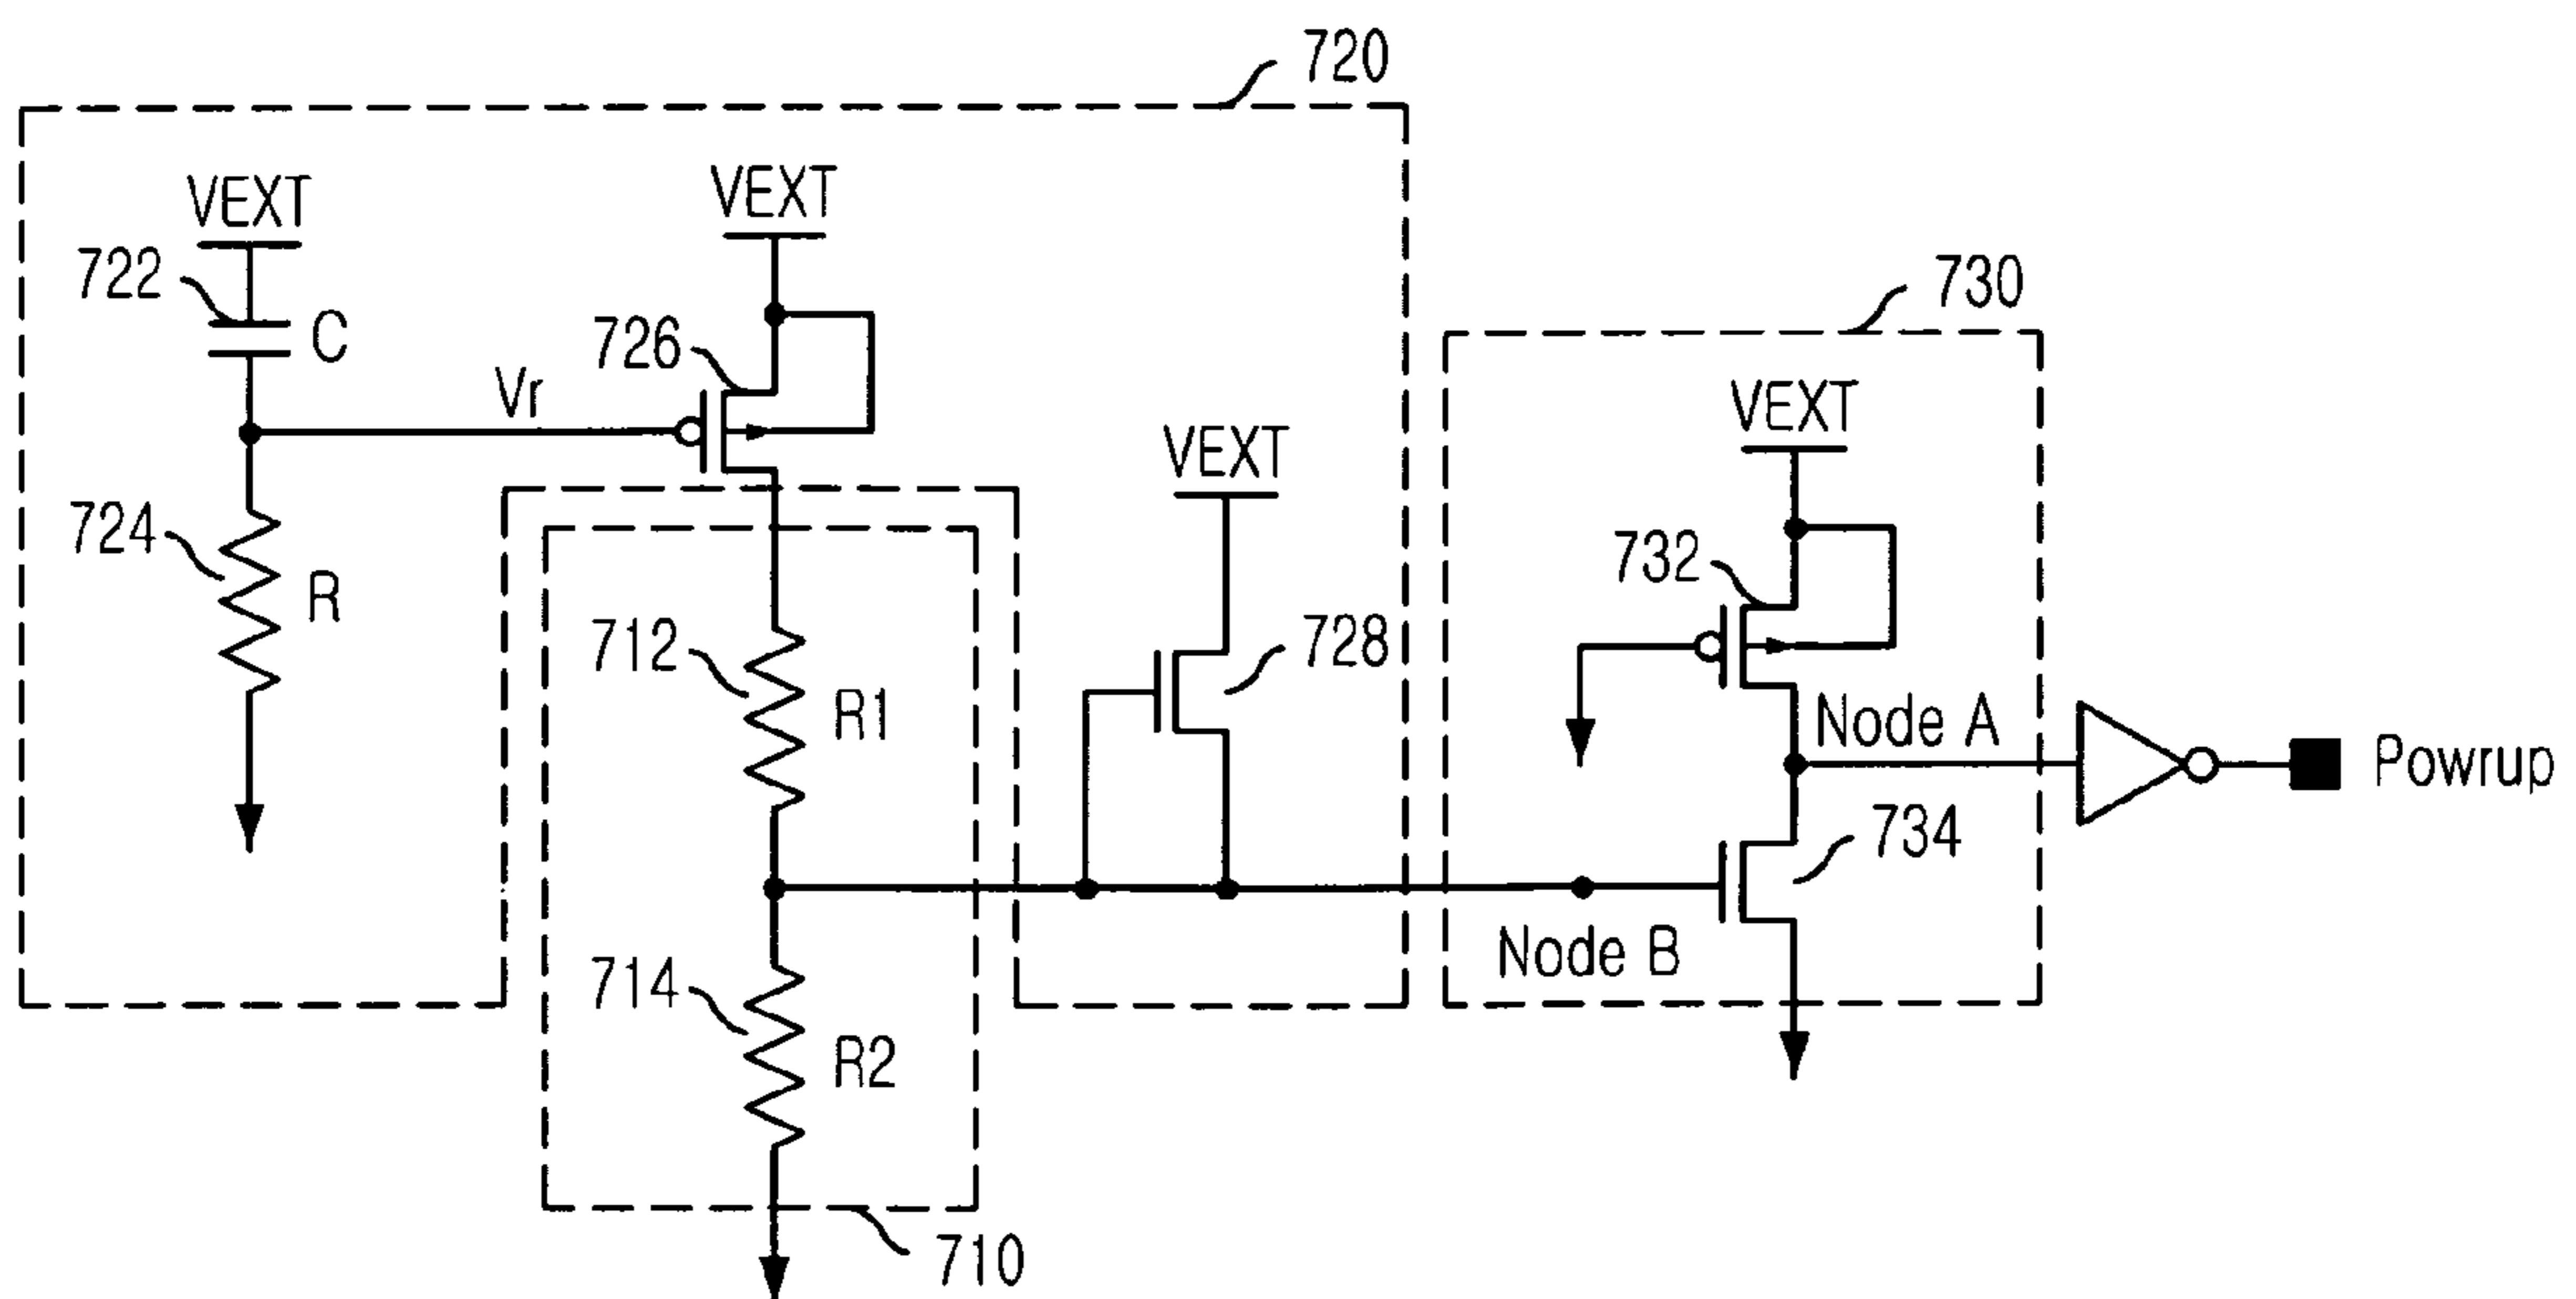 720
VEXT
VEXT
722
C
726
Vr
730
VEXT
VEXT
724
R
712
R1
728
732
Node A
Powrup
734
Node B
714
R2
710